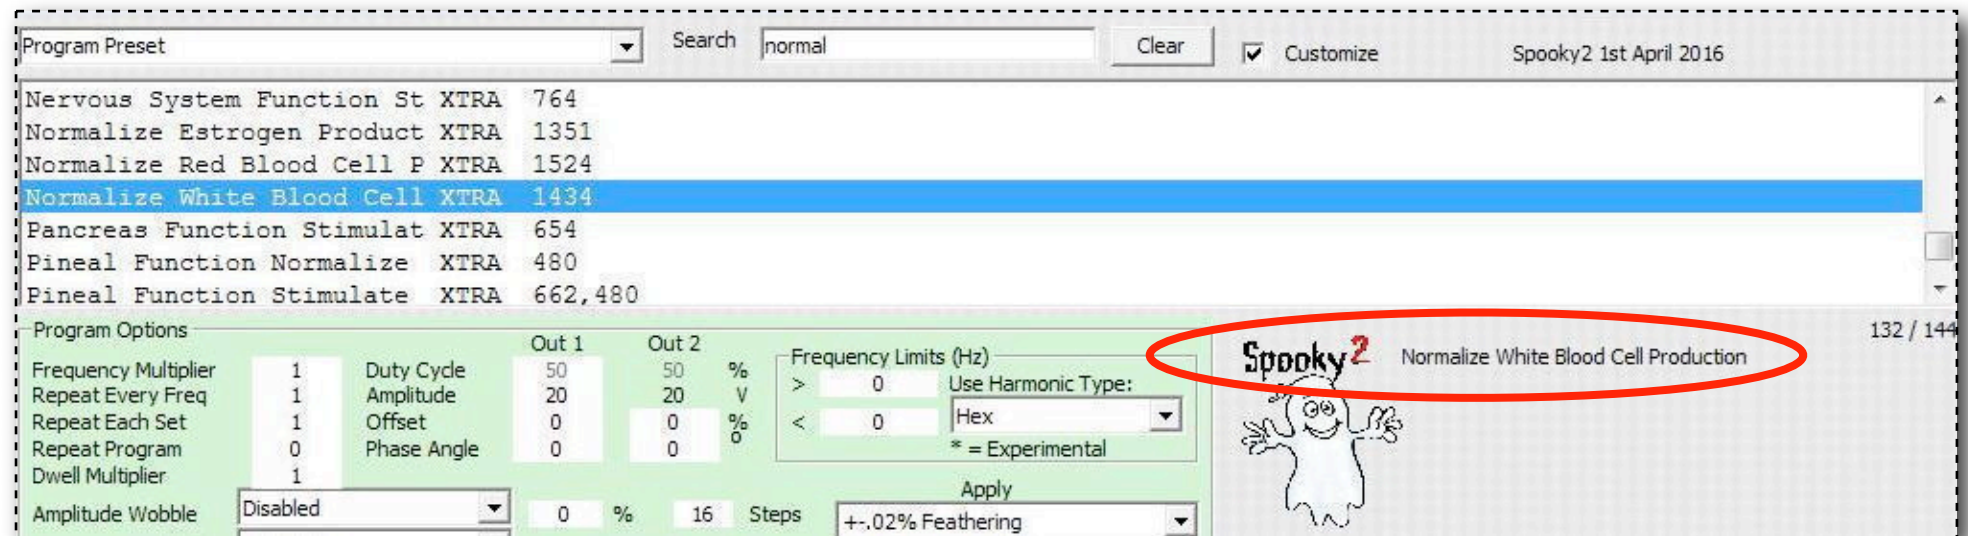 Program Preset Search normal Clear Customize Spooky2 1st April 2016
Nervous System Function St XTRA 764
Normalize Estrogen Product XTRA 1351
Normalize Red Blood Cell P XTRA 1524
Normalize White Blood Cell XTRA 1434
Pancreas Function Stimulat XTRA 654
Pineal Function Normalize XTRA 480
Pineal Function Stimulate XTRA 662,480
Program Options
Out 1 Out 2
Frequency Multiplier 1 Duty Cycle 50 50 %
Repeat Every Freq 1 Amplitude 20 20 V
Repeat Each Set 1 Offset 0 0 %
Repeat Program 0 Phase Angle 0 0 o
Dwell Multiplier 1
Amplitude Wobble Disabled 0 % 16 Steps
Frequency Limits (Hz)
> 0 Use Harmonic Type:
< 0 Hex
* = Experimental
Apply
+-.02% Feathering
Spooky2 Normalize White Blood Cell Production
132 / 144